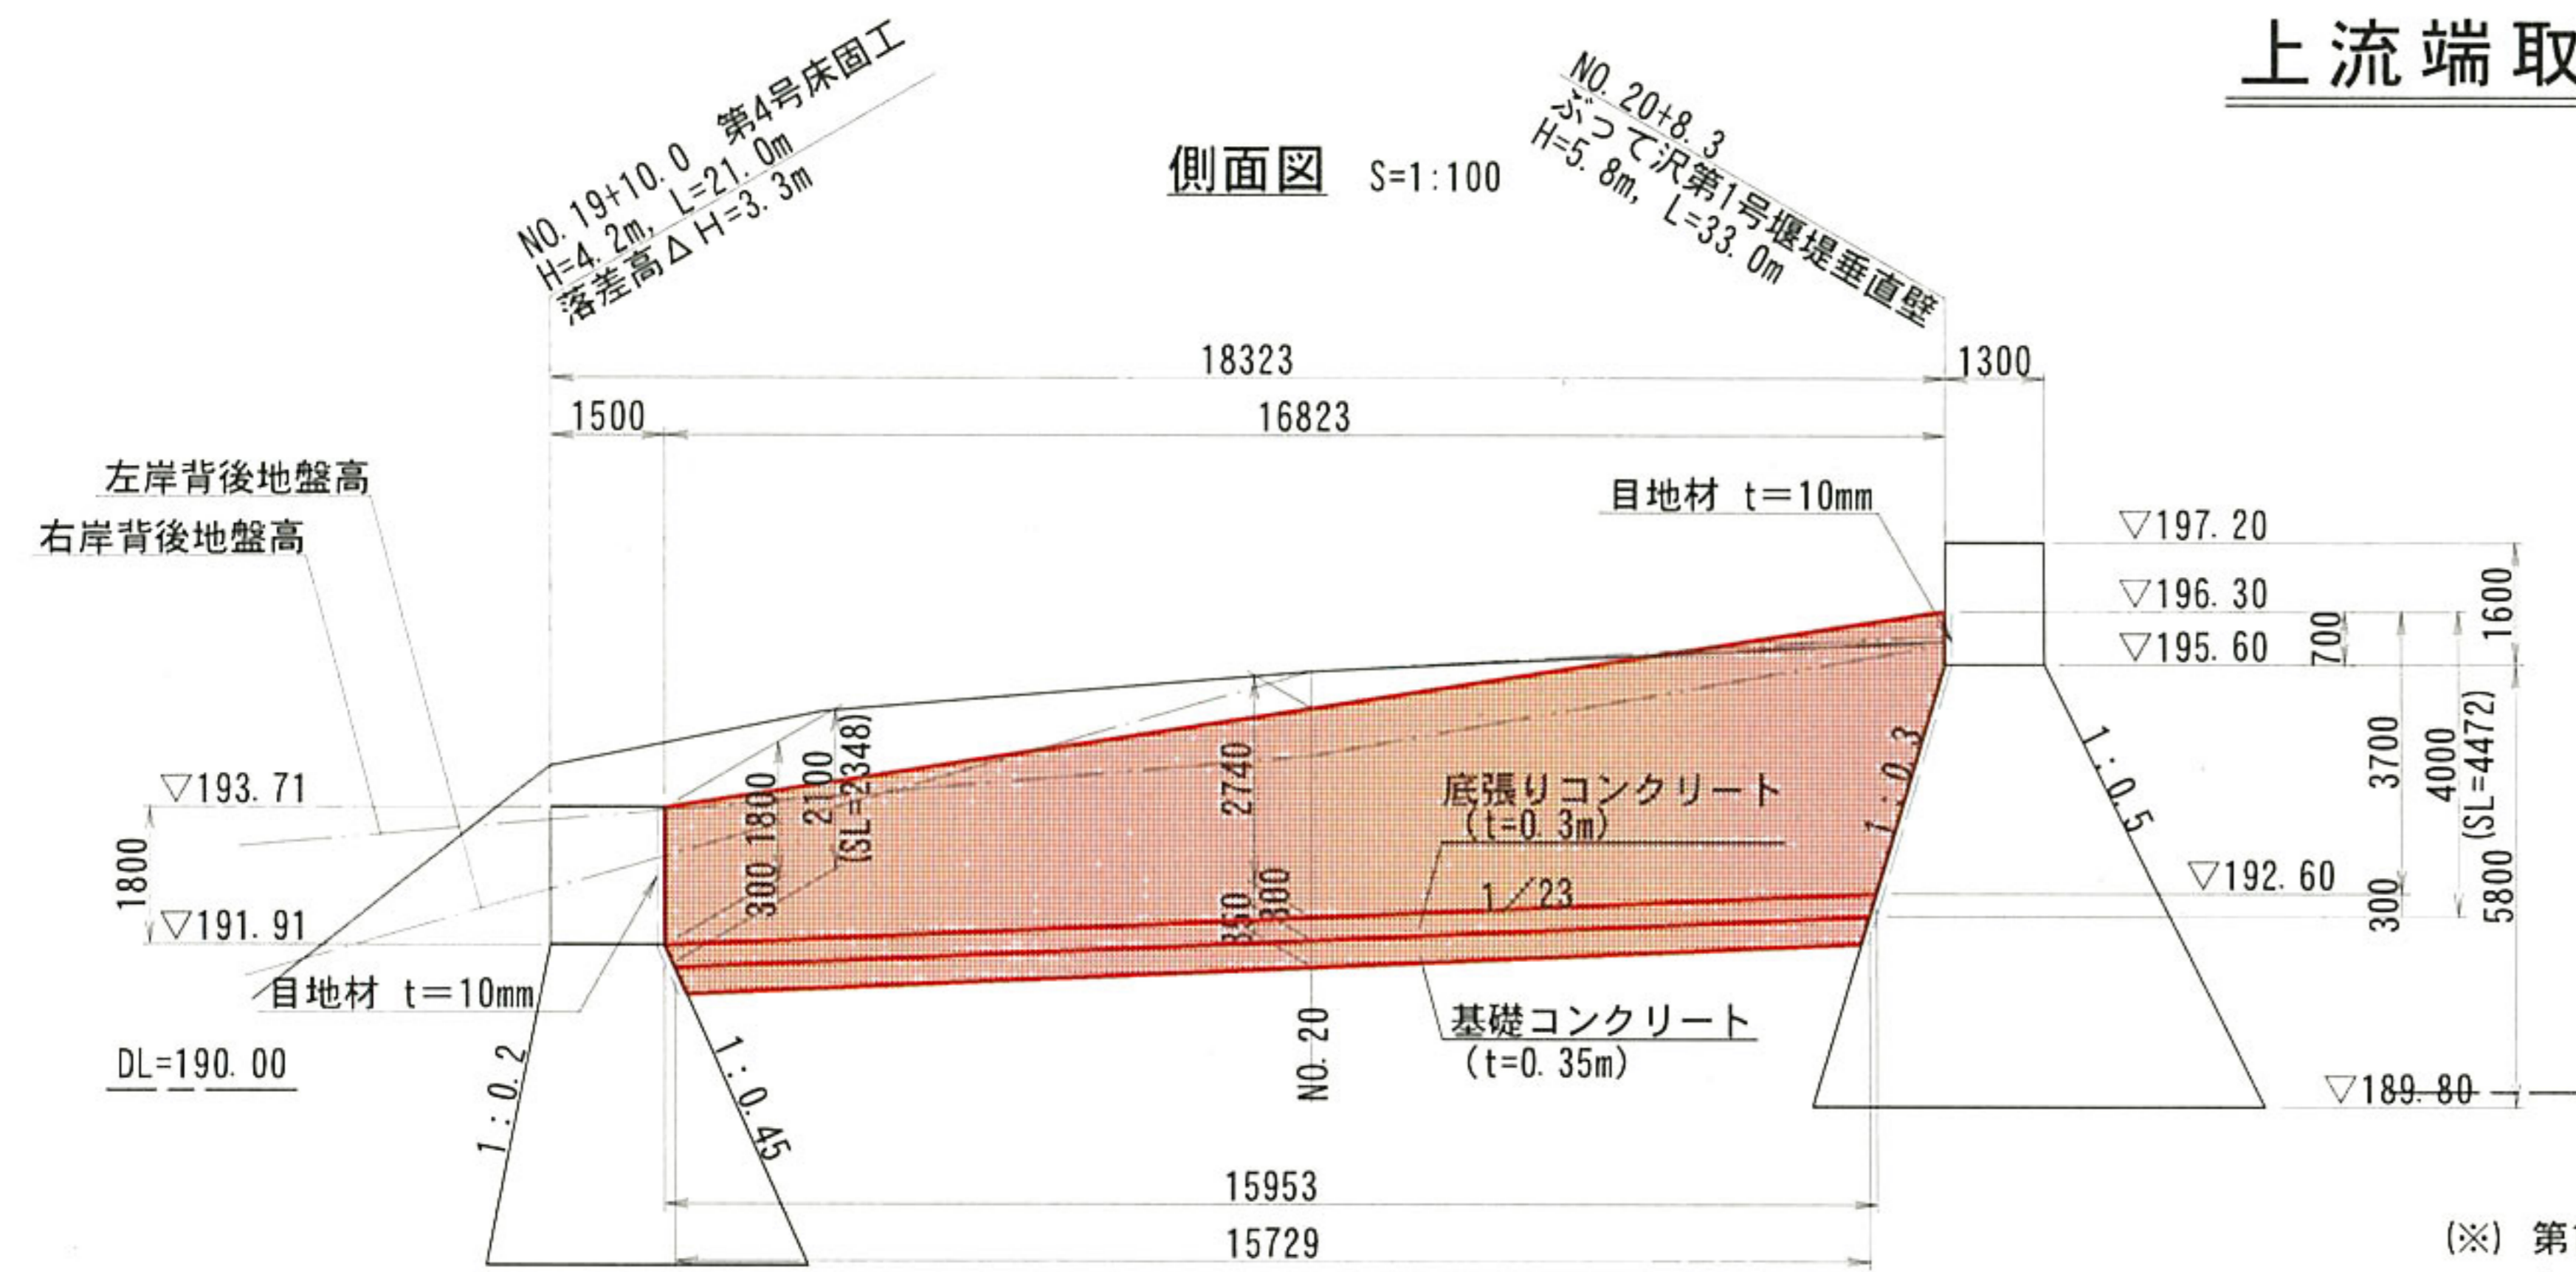 上流端取
NO. 19+10. 0　第4号床固工
H=4. 2m, L=21. 0m
落差高△H=3. 3m
側面図 S=1:100
NO. 20+8. 3
ぶつて沢第1号堰堤垂直壁
H=5. 8m, L=33. 0m
18323
1300
1500
16823
左岸背後地盤高
右岸背後地盤高
目地材 t=10mm
▽197. 20
▽196. 30
▽195. 60
700
1600
3700
4000
(SL=4472)
5800
300
▽192. 60
▽189. 80
▽193. 71
1800
▽191. 91
300 1800
2100
(SL=2348)
2740
350
300
底張りコンクリート
(t=0. 3m)
1/23
1:0.3
1:0.5
目地材 t=10mm
基礎コンクリート
(t=0. 35m)
NO. 20
DL=190. 00
1:0.2
1:0.45
15953
15729
(※) 第